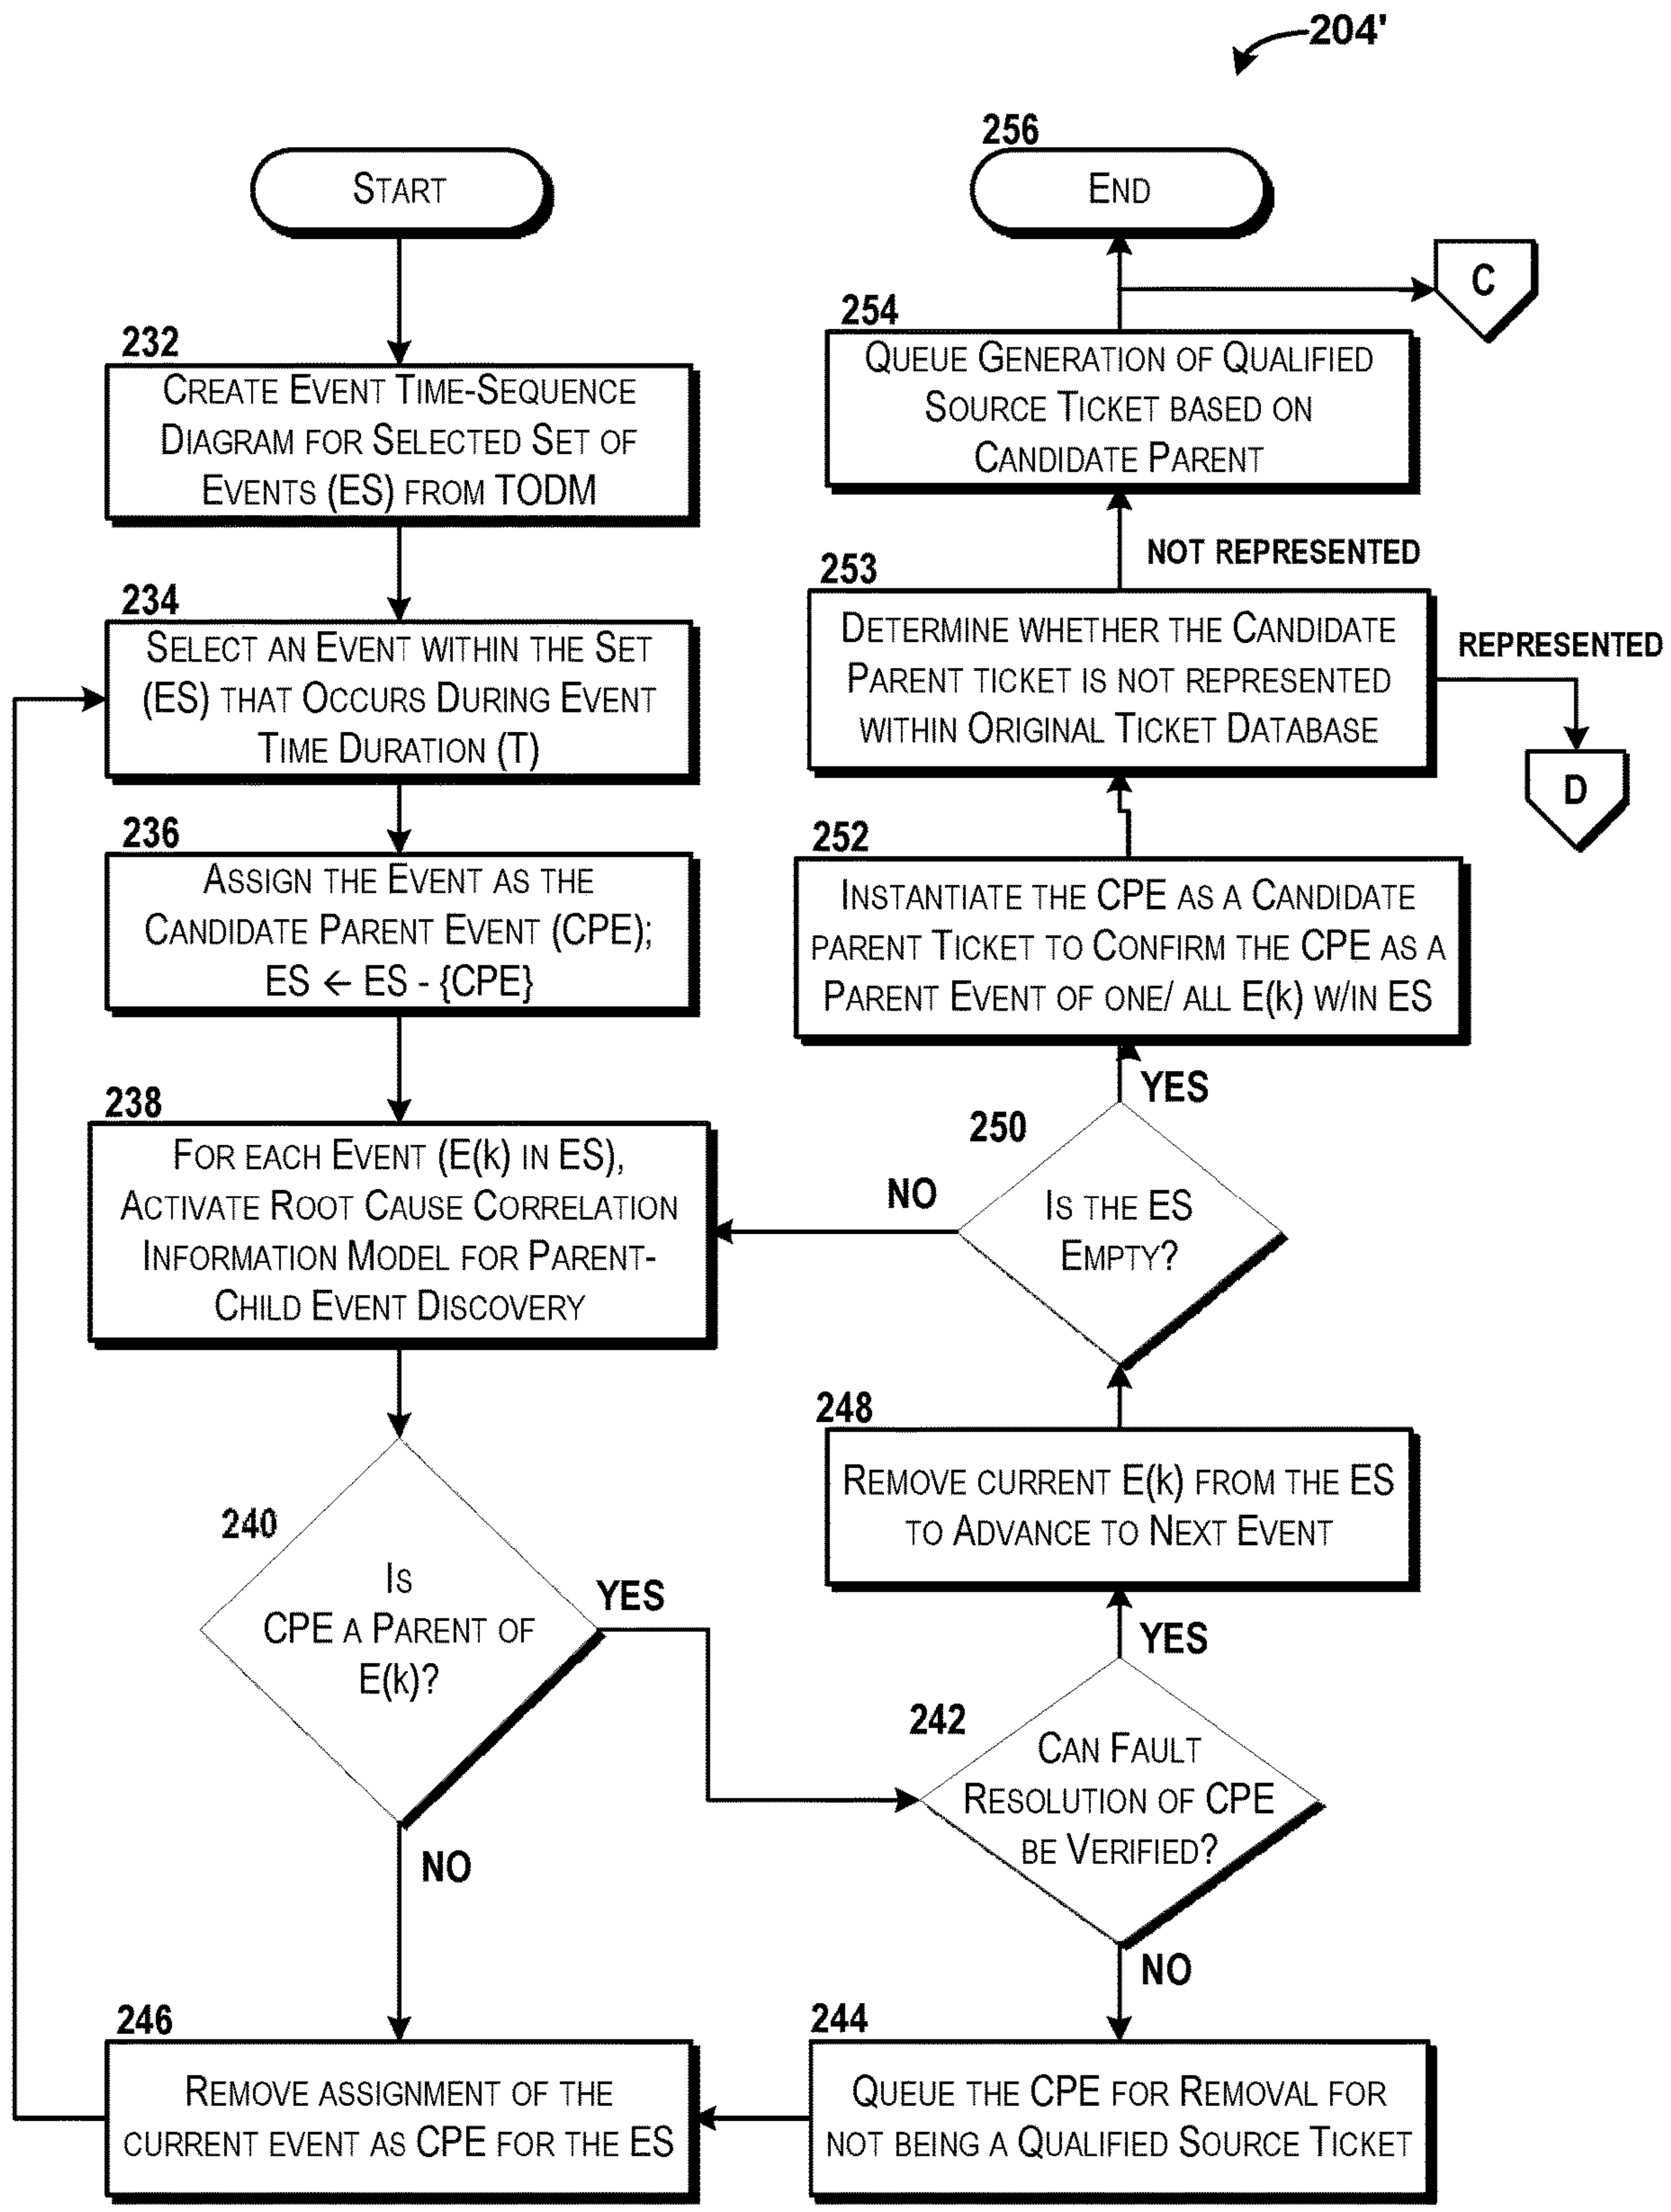 204'
START
232
CREATE EVENT TIME-SEQUENCE
DIAGRAM FOR SELECTED SET OF
EVENTS (ES) FROM TODM
234
SELECT AN EVENT WITHIN THE SET
(ES) THAT OCCURS DURING EVENT
TIME DURATION (T)
236
ASSIGN THE EVENT AS THE
CANDIDATE PARENT EVENT (CPE);
ES ← ES - {CPE}
238
FOR EACH EVENT (E(k) IN ES),
ACTIVATE ROOT CAUSE CORRELATION
INFORMATION MODEL FOR PARENT-
CHILD EVENT DISCOVERY
240
IS
CPE A PARENT OF
E(k)?
YES
NO
246
REMOVE ASSIGNMENT OF THE
CURRENT EVENT AS CPE FOR THE ES
256
END
C
254
QUEUE GENERATION OF QUALIFIED
SOURCE TICKET BASED ON
CANDIDATE PARENT
NOT REPRESENTED
253
DETERMINE WHETHER THE CANDIDATE
PARENT TICKET IS NOT REPRESENTED
WITHIN ORIGINAL TICKET DATABASE
REPRESENTED
D
252
INSTANTIATE THE CPE AS A CANDIDATE
PARENT TICKET TO CONFIRM THE CPE AS A
PARENT EVENT OF ONE/ ALL E(k) W/IN ES
YES
250
NO
IS THE ES
EMPTY?
248
REMOVE CURRENT E(k) FROM THE ES
TO ADVANCE TO NEXT EVENT
YES
242
CAN FAULT
RESOLUTION OF CPE
BE VERIFIED?
NO
244
QUEUE THE CPE FOR REMOVAL FOR
NOT BEING A QUALIFIED SOURCE TICKET